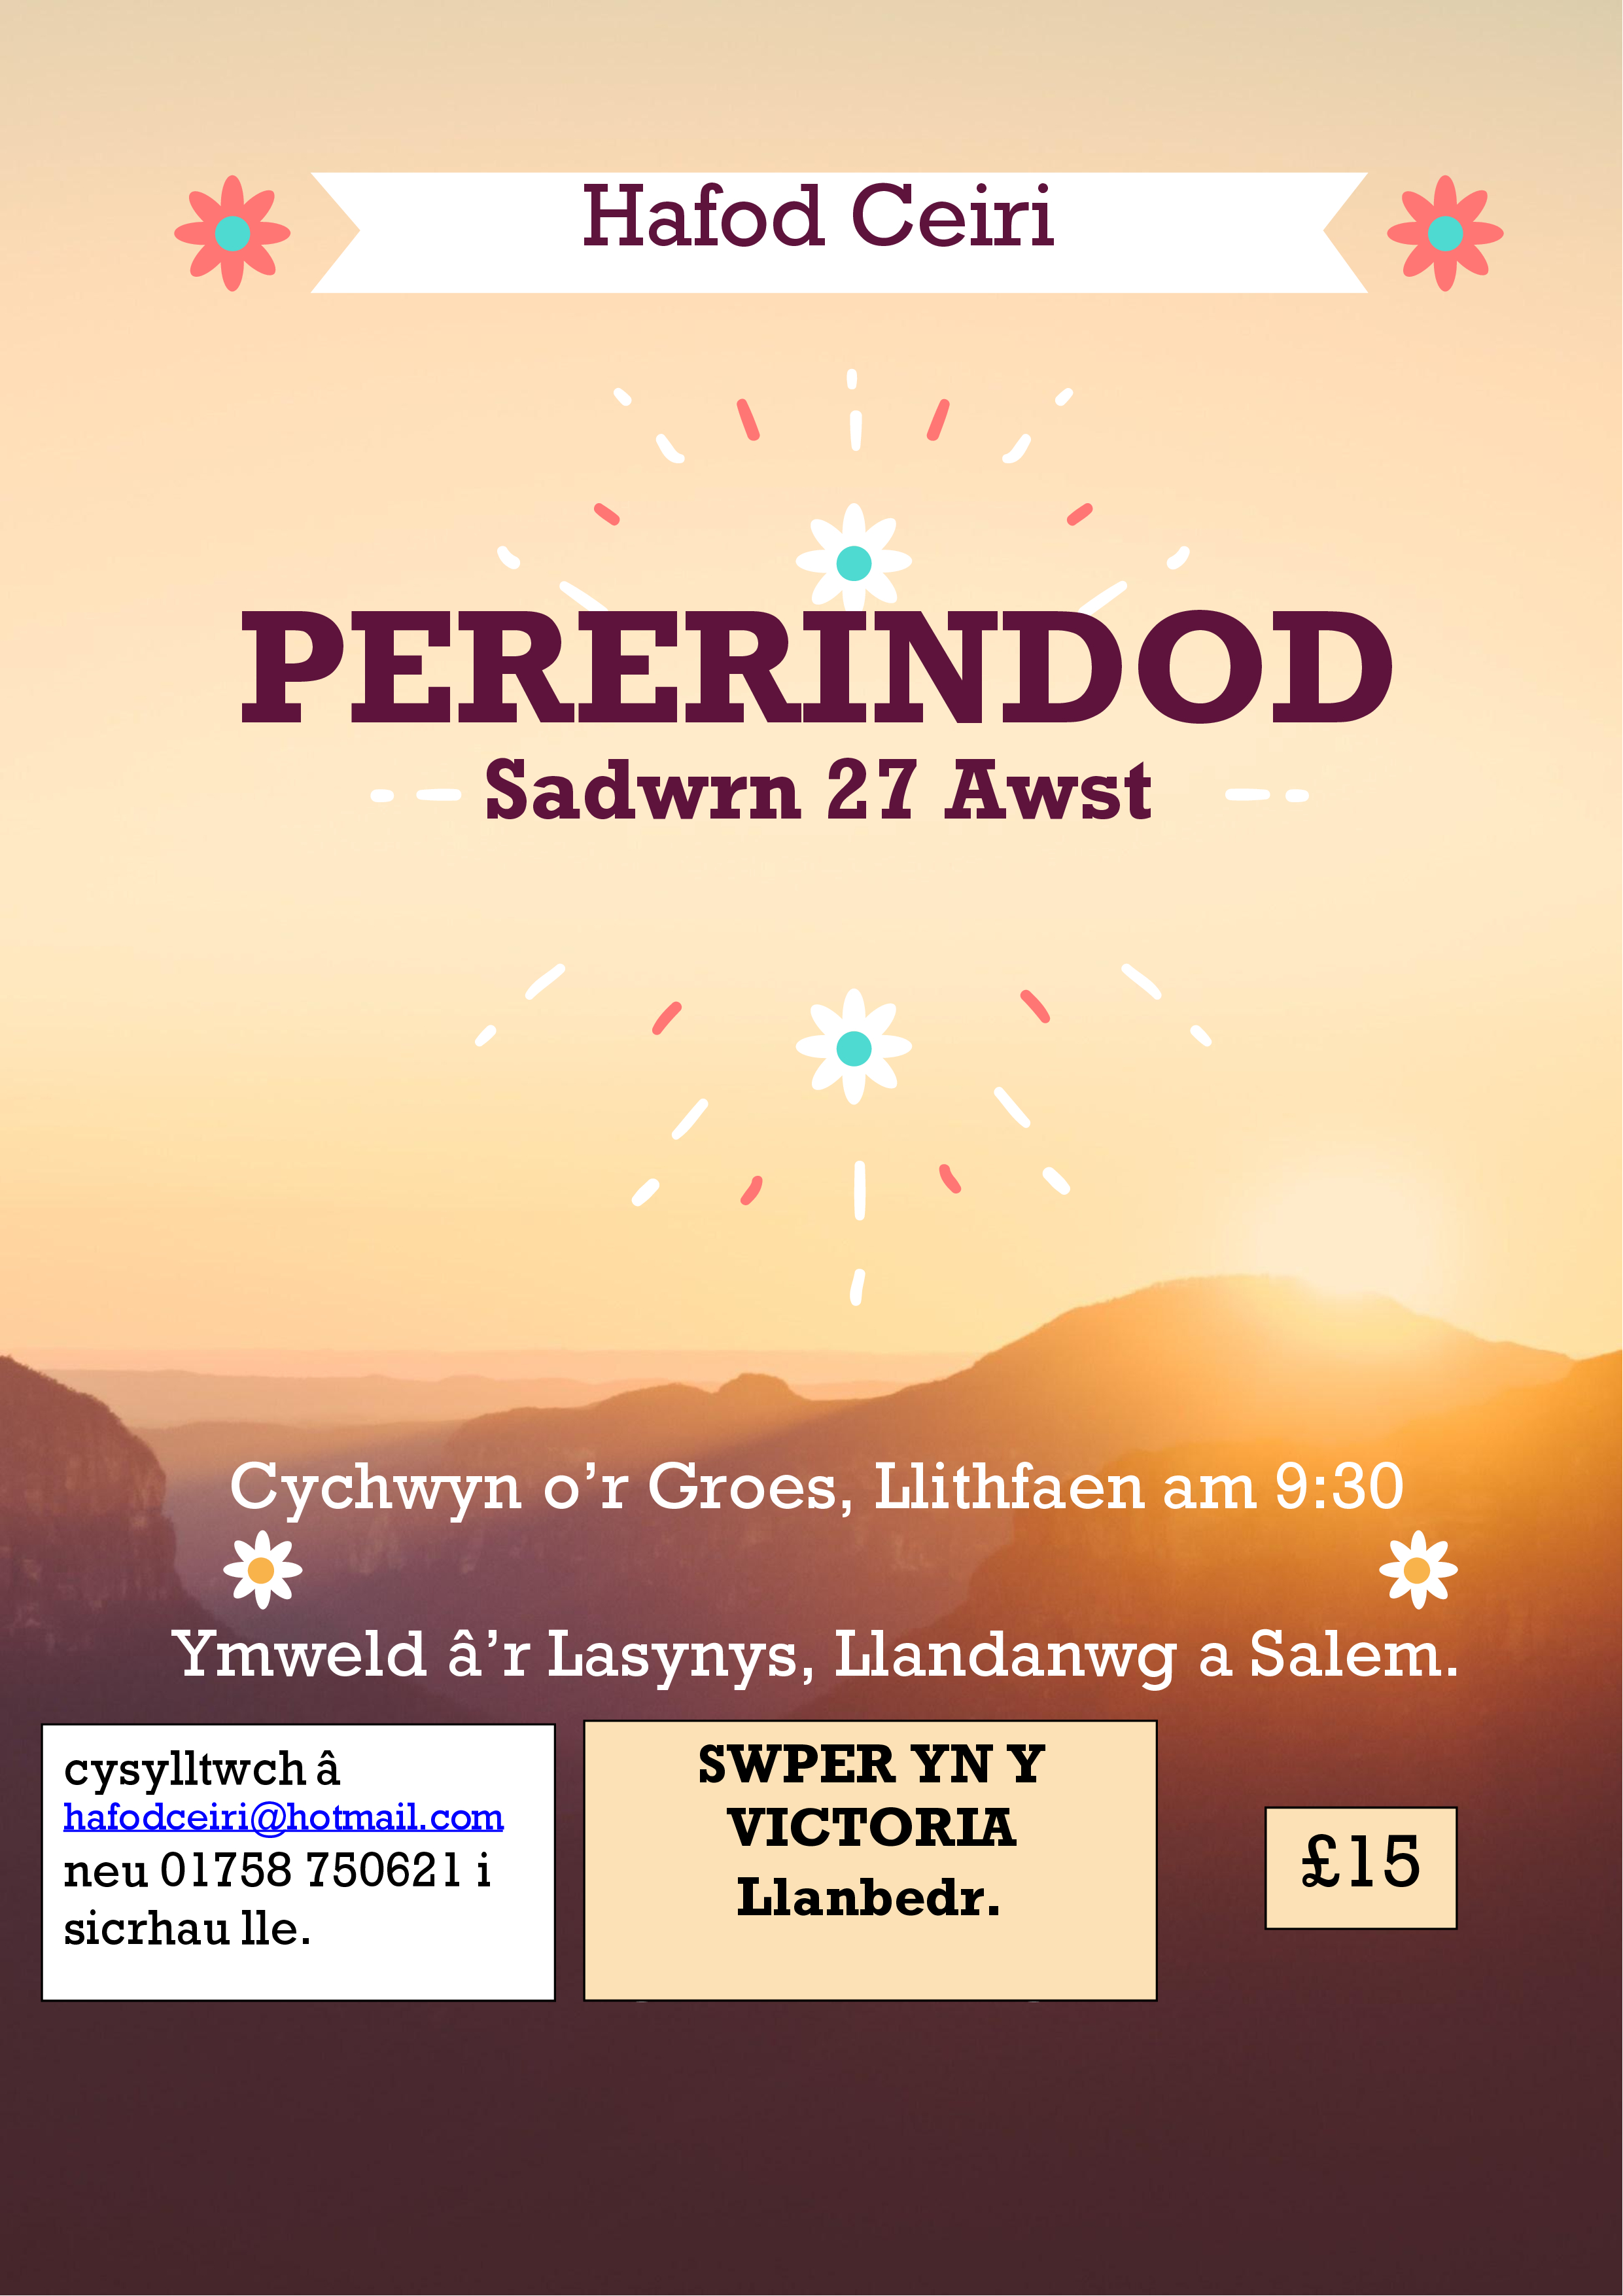 Hafod Ceiri
PERERINDOD
Sadwrn 27 Awst
Cychwyn o’r Groes, Llithfaen am 9:30
Ymweld â’r Lasynys, Llandanwg a Salem.
cysylltwch â
hafodceiri@hotmail.com
neu 01758 750621 i
sicrhau lle.
SWPER YN Y
VICTORIA
Llanbedr.
£15